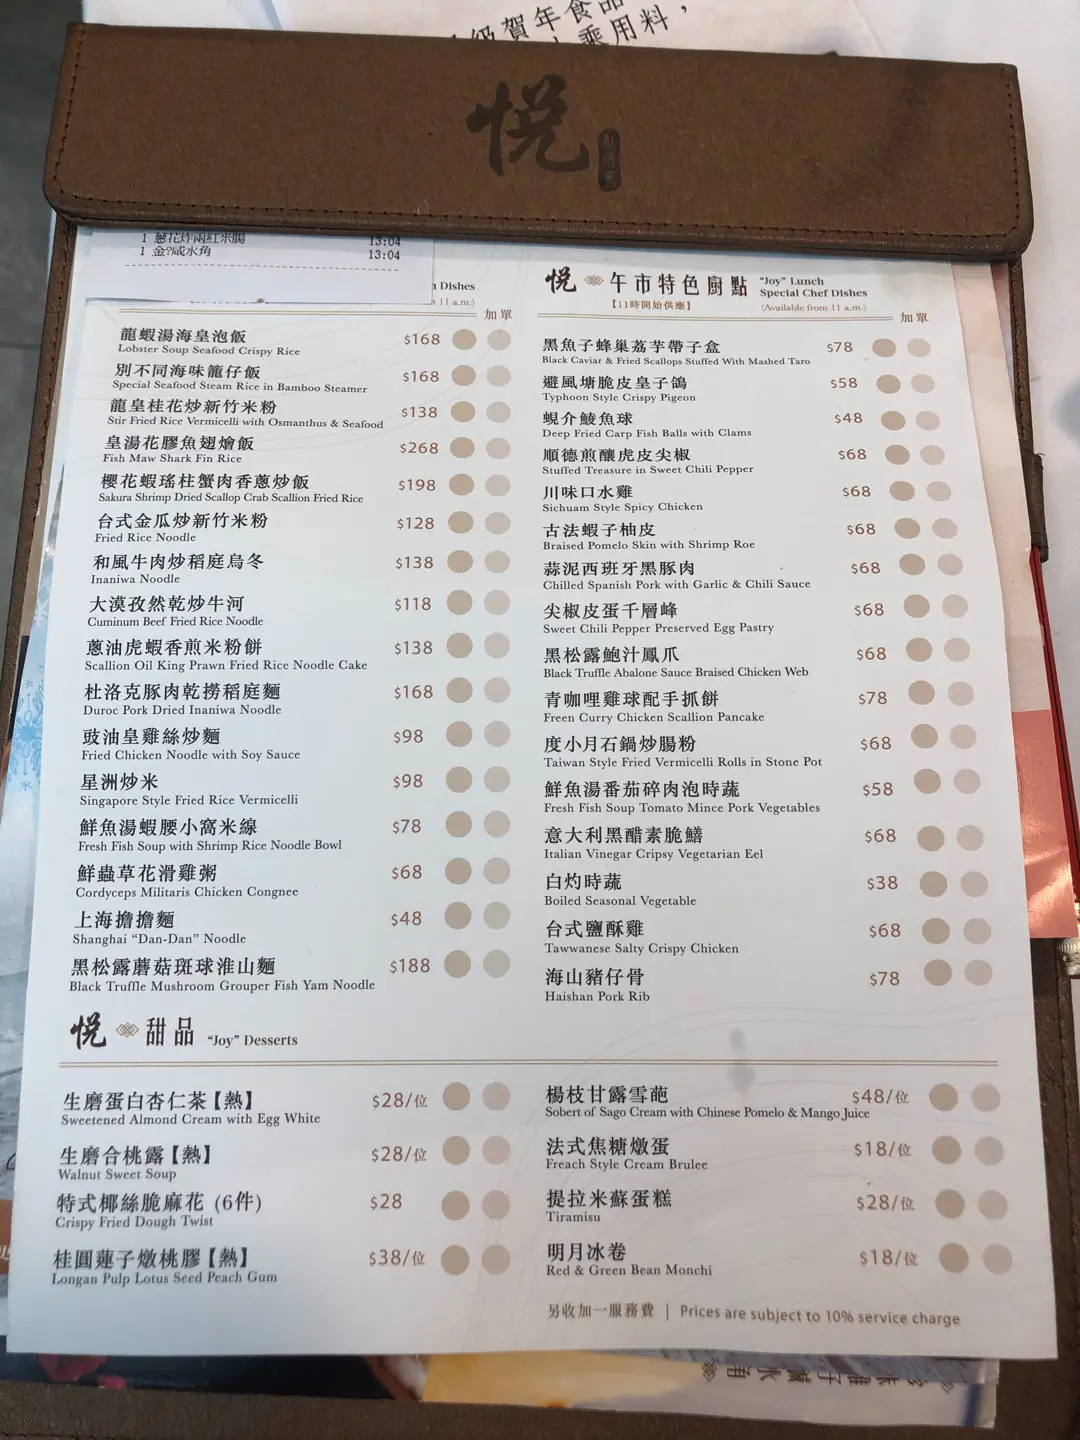 級賀年食品
乘用料，
悅
1 蔥花炸兩紅米腸 13:04
1 金?咸水角 13:04
Dishes
11 a.m.)
加單
龍蝦湯海皇泡飯 $168
Lobster Soup Seafood Crispy Rice
別不同海味籠仔飯 $168
Special Seafood Steam Rice in Bamboo Steamer
龍皇桂花炒新竹米粉 $138
Stir Fried Rice Vermicelli with Osmanthus & Seafood
皇湯花膠魚翅燴飯 $268
Fish Maw Shark Fin Rice
櫻花蝦瑤柱蟹肉香蔥炒飯 $198
Sakura Shrimp Dried Scallop Crab Scallion Fried Rice
台式金瓜炒新竹米粉 $128
Fried Rice Noodle
和風牛肉炒稻庭烏冬 $138
Inaniwa Noodle
大漠孜然乾炒牛河 $118
Cuminum Beef Fried Rice Noodle
蔥油虎蝦香煎米粉餅 $138
Scallion Oil King Prawn Fried Rice Noodle Cake
杜洛克豚肉乾撈稻庭麵 $168
Duroc Pork Dried Inaniwa Noodle
豉油皇雞絲炒麵 $98
Fried Chicken Noodle with Soy Sauce
星洲炒米 $98
Singapore Style Fried Rice Vermicelli
鮮魚湯蝦腰小窩米線 $78
Fresh Fish Soup with Shrimp Rice Noodle Bowl
鮮蟲草花滑雞粥 $68
Cordyceps Militaris Chicken Congnee
上海擔擔麵 $48
Shanghai “Dan-Dan” Noodle
黑松露蘑菇斑球淮山麵 $188
Black Truffle Mushroom Grouper Fish Yam Noodle
悅 午市特色廚點 “Joy” Lunch
Special Chef Dishes
【11時開始供應】 (Available from 11 a.m.)
加單
黑魚子蜂巢荔芋帶子盒 $78
Black Caviar & Fried Scallops Stuffed With Mashed Taro
避風塘脆皮皇子鴿 $58
Typhoon Style Crispy Pigeon
蜆介鯪魚球 $48
Deep Fried Carp Fish Balls with Clams
順德煎釀虎皮尖椒 $68
Stuffed Treasure in Sweet Chili Pepper
川味口水雞 $68
Sichuam Style Spicy Chicken
古法蝦子柚皮 $68
Braised Pomelo Skin with Shrimp Roe
蒜泥西班牙黑豚肉 $68
Chilled Spanish Pork with Garlic & Chili Sauce
尖椒皮蛋千層峰 $68
Sweet Chili Pepper Preserved Egg Pastry
黑松露鮑汁鳳爪 $68
Black Truffle Abalone Sauce Braised Chicken Web
青咖哩雞球配手抓餅 $78
Freen Curry Chicken Scallion Pancake
度小月石鍋炒腸粉 $68
Taiwan Style Fried Vermicelli Rolls in Stone Pot
鮮魚湯番茄碎肉泡時蔬 $58
Fresh Fish Soup Tomato Mince Pork Vegetables
意大利黑醋素脆鱔 $68
Italian Vinegar Cripsy Vegetarian Eel
白灼時蔬 $38
Boiled Seasonal Vegetable
台式鹽酥雞 $68
Tawwanese Salty Crispy Chicken
海山豬仔骨 $78
Haishan Pork Rib
悅 甜品 “Joy” Desserts
生磨蛋白杏仁茶【熱】 $28/位
Sweetened Almond Cream with Egg White
生磨合桃露【熱】 $28/位
Walnut Sweet Soup
特式椰絲脆麻花 (6件) $28
Crispy Fried Dough Twist
桂圓蓮子燉桃膠【熱】 $38/位
Longan Pulp Lotus Seed Peach Gum
楊枝甘露雪葩 $48/位
Sobert of Sago Cream with Chinese Pomelo & Mango Juice
法式焦糖燉蛋 $18/位
Freach Style Cream Brulee
提拉米蘇蛋糕 $28/位
Tiramisu
明月冰卷 $18/位
Red & Green Bean Monchi
另收加一服務費 | Prices are subject to 10% service charge